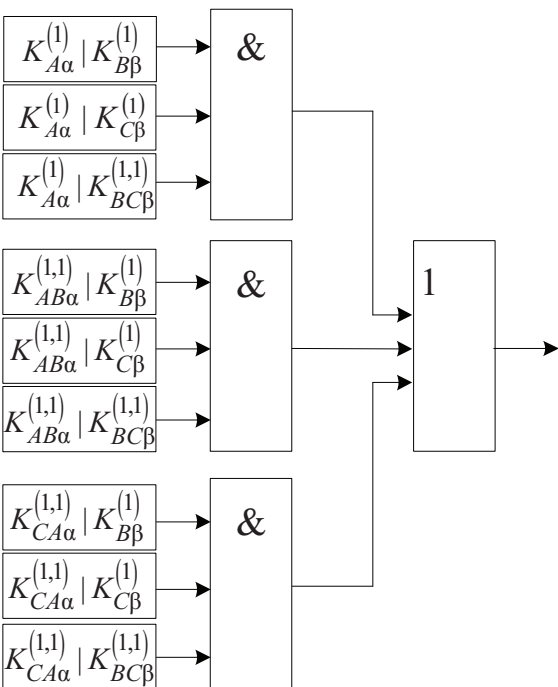 K_{Aα}^{(1)} | K_{Bβ}^{(1)}
K_{Aα}^{(1)} | K_{Cβ}^{(1)}
K_{Aα}^{(1)} | K_{BCβ}^{(1,1)}
&
K_{ABα}^{(1,1)} | K_{Bβ}^{(1)}
K_{ABα}^{(1,1)} | K_{Cβ}^{(1)}
K_{ABα}^{(1,1)} | K_{BCβ}^{(1,1)}
&
K_{CAα}^{(1,1)} | K_{Bβ}^{(1)}
K_{CAα}^{(1,1)} | K_{Cβ}^{(1)}
K_{CAα}^{(1,1)} | K_{BCβ}^{(1,1)}
&
1